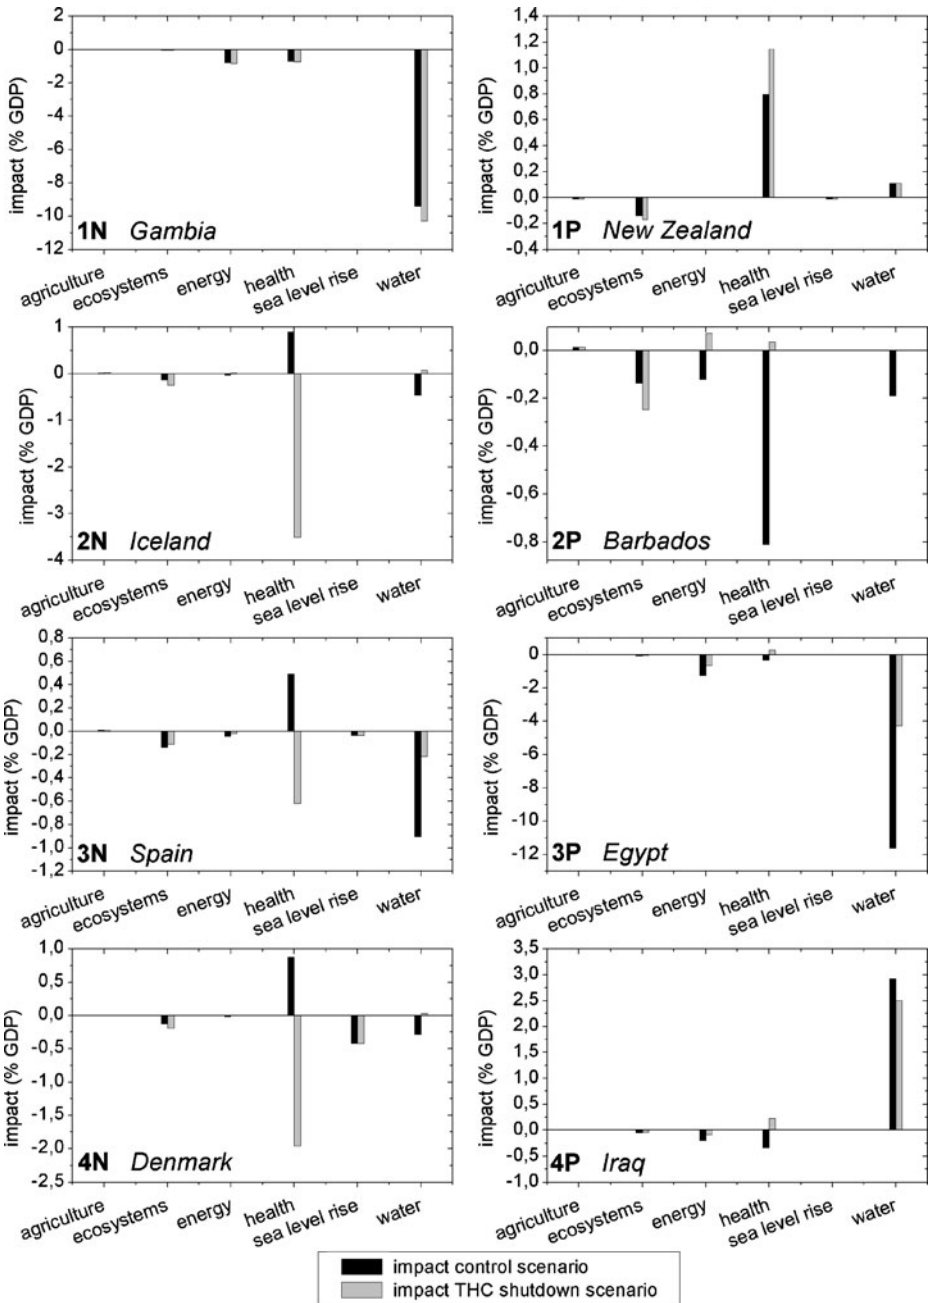 2
0
-2
-4
-6
-8
-10
-12
impact (% GDP)
1N Gambia
agriculture
ecosystems
energy
health
sea level rise
water
1,4
1,2
1,0
0,8
0,6
0,4
0,2
0,0
-0,2
-0,4
impact (% GDP)
1P New Zealand
agriculture
ecosystems
energy
health
sea level rise
water
1
0
-1
-2
-3
-4
impact (% GDP)
2N Iceland
agriculture
ecosystems
energy
health
sea level rise
water
0,0
-0,2
-0,4
-0,6
-0,8
impact (% GDP)
2P Barbados
agriculture
ecosystems
energy
health
sea level rise
water
0,8
0,6
0,4
0,2
0,0
-0,2
-0,4
-0,6
-0,8
-1,0
-1,2
impact (% GDP)
3N Spain
agriculture
ecosystems
energy
health
sea level rise
water
0
-2
-4
-6
-8
-10
-12
impact (% GDP)
3P Egypt
agriculture
ecosystems
energy
health
sea level rise
water
1,0
0,5
0,0
-0,5
-1,0
-1,5
-2,0
-2,5
impact (% GDP)
4N Denmark
agriculture
ecosystems
energy
health
sea level rise
water
3,5
3,0
2,5
2,0
1,5
1,0
0,5
0,0
-0,5
-1,0
impact (% GDP)
4P Iraq
agriculture
ecosystems
energy
health
sea level rise
water
impact control scenario
impact THC shutdown scenario